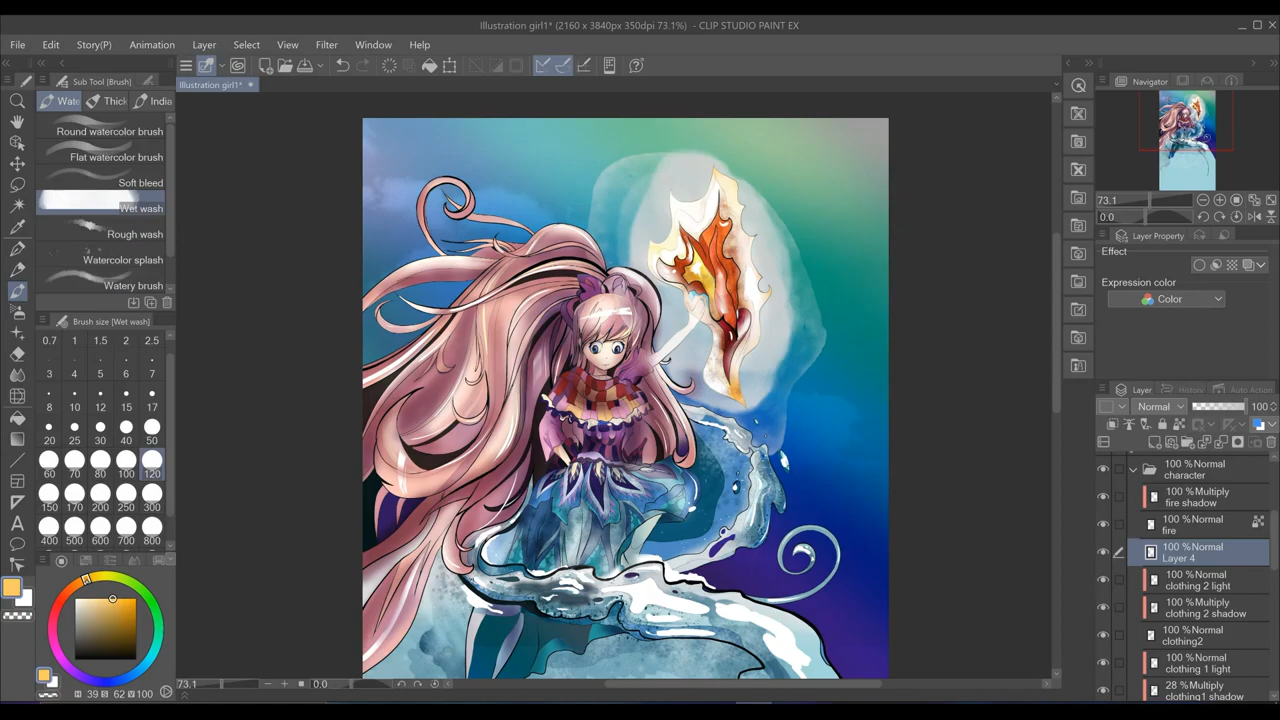 Illustration girl1* (2160 x 3840px 350dpi 73.1%) - CLIP STUDIO PAINT EX
File Edit Story(P) Animation Layer Select View Filter Window Help
Sub Tool [Brush]
Illustration girl1*
Navigator
Wate Thick India
Round watercolor brush
Flat watercolor brush
Soft bleed
Wet wash
Rough wash
Watercolor splash
Watery brush
Brush size [Wet wash]
0.7 1 1.5 2 2.5
3 4 5 6 7
8 10 12 15 17
20 25 30 40 50
60 70 80 100 120
150 170 200 250 300
400 500 600 700 800
H 39 S 62 V 100
73.1 0.0
73.1
0.0
Layer Property
Effect
Expression color
Color
Layer History Auto Action
Normal 100
100 %Normal
character
100 %Multiply
fire shadow
100 %Normal
fire
100 %Normal
Layer 4
100 %Normal
clothing 2 light
100 %Multiply
clothing 2 shadow
100 %Normal
clothing2
100 %Normal
clothing 1 light
28 %Multiply
clothing1 shadow